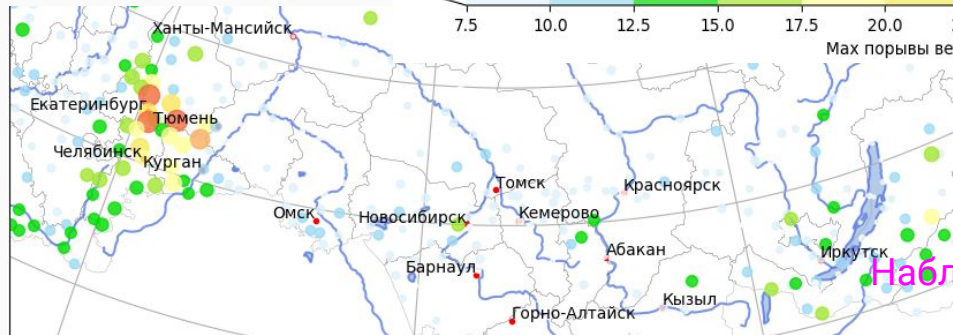 7.5 10.0 12.5 15.0 17.5 20.0
Max порывы ве
Ханты-Мансийск
Екатеринбург
Тюмень
Челябинск
Курган
Томск
Красноярск
Омск
Новосибирск
Кемерово
Абакан
Иркутск
Барнаул
Набл
Кызыл
Горно-Алтайск